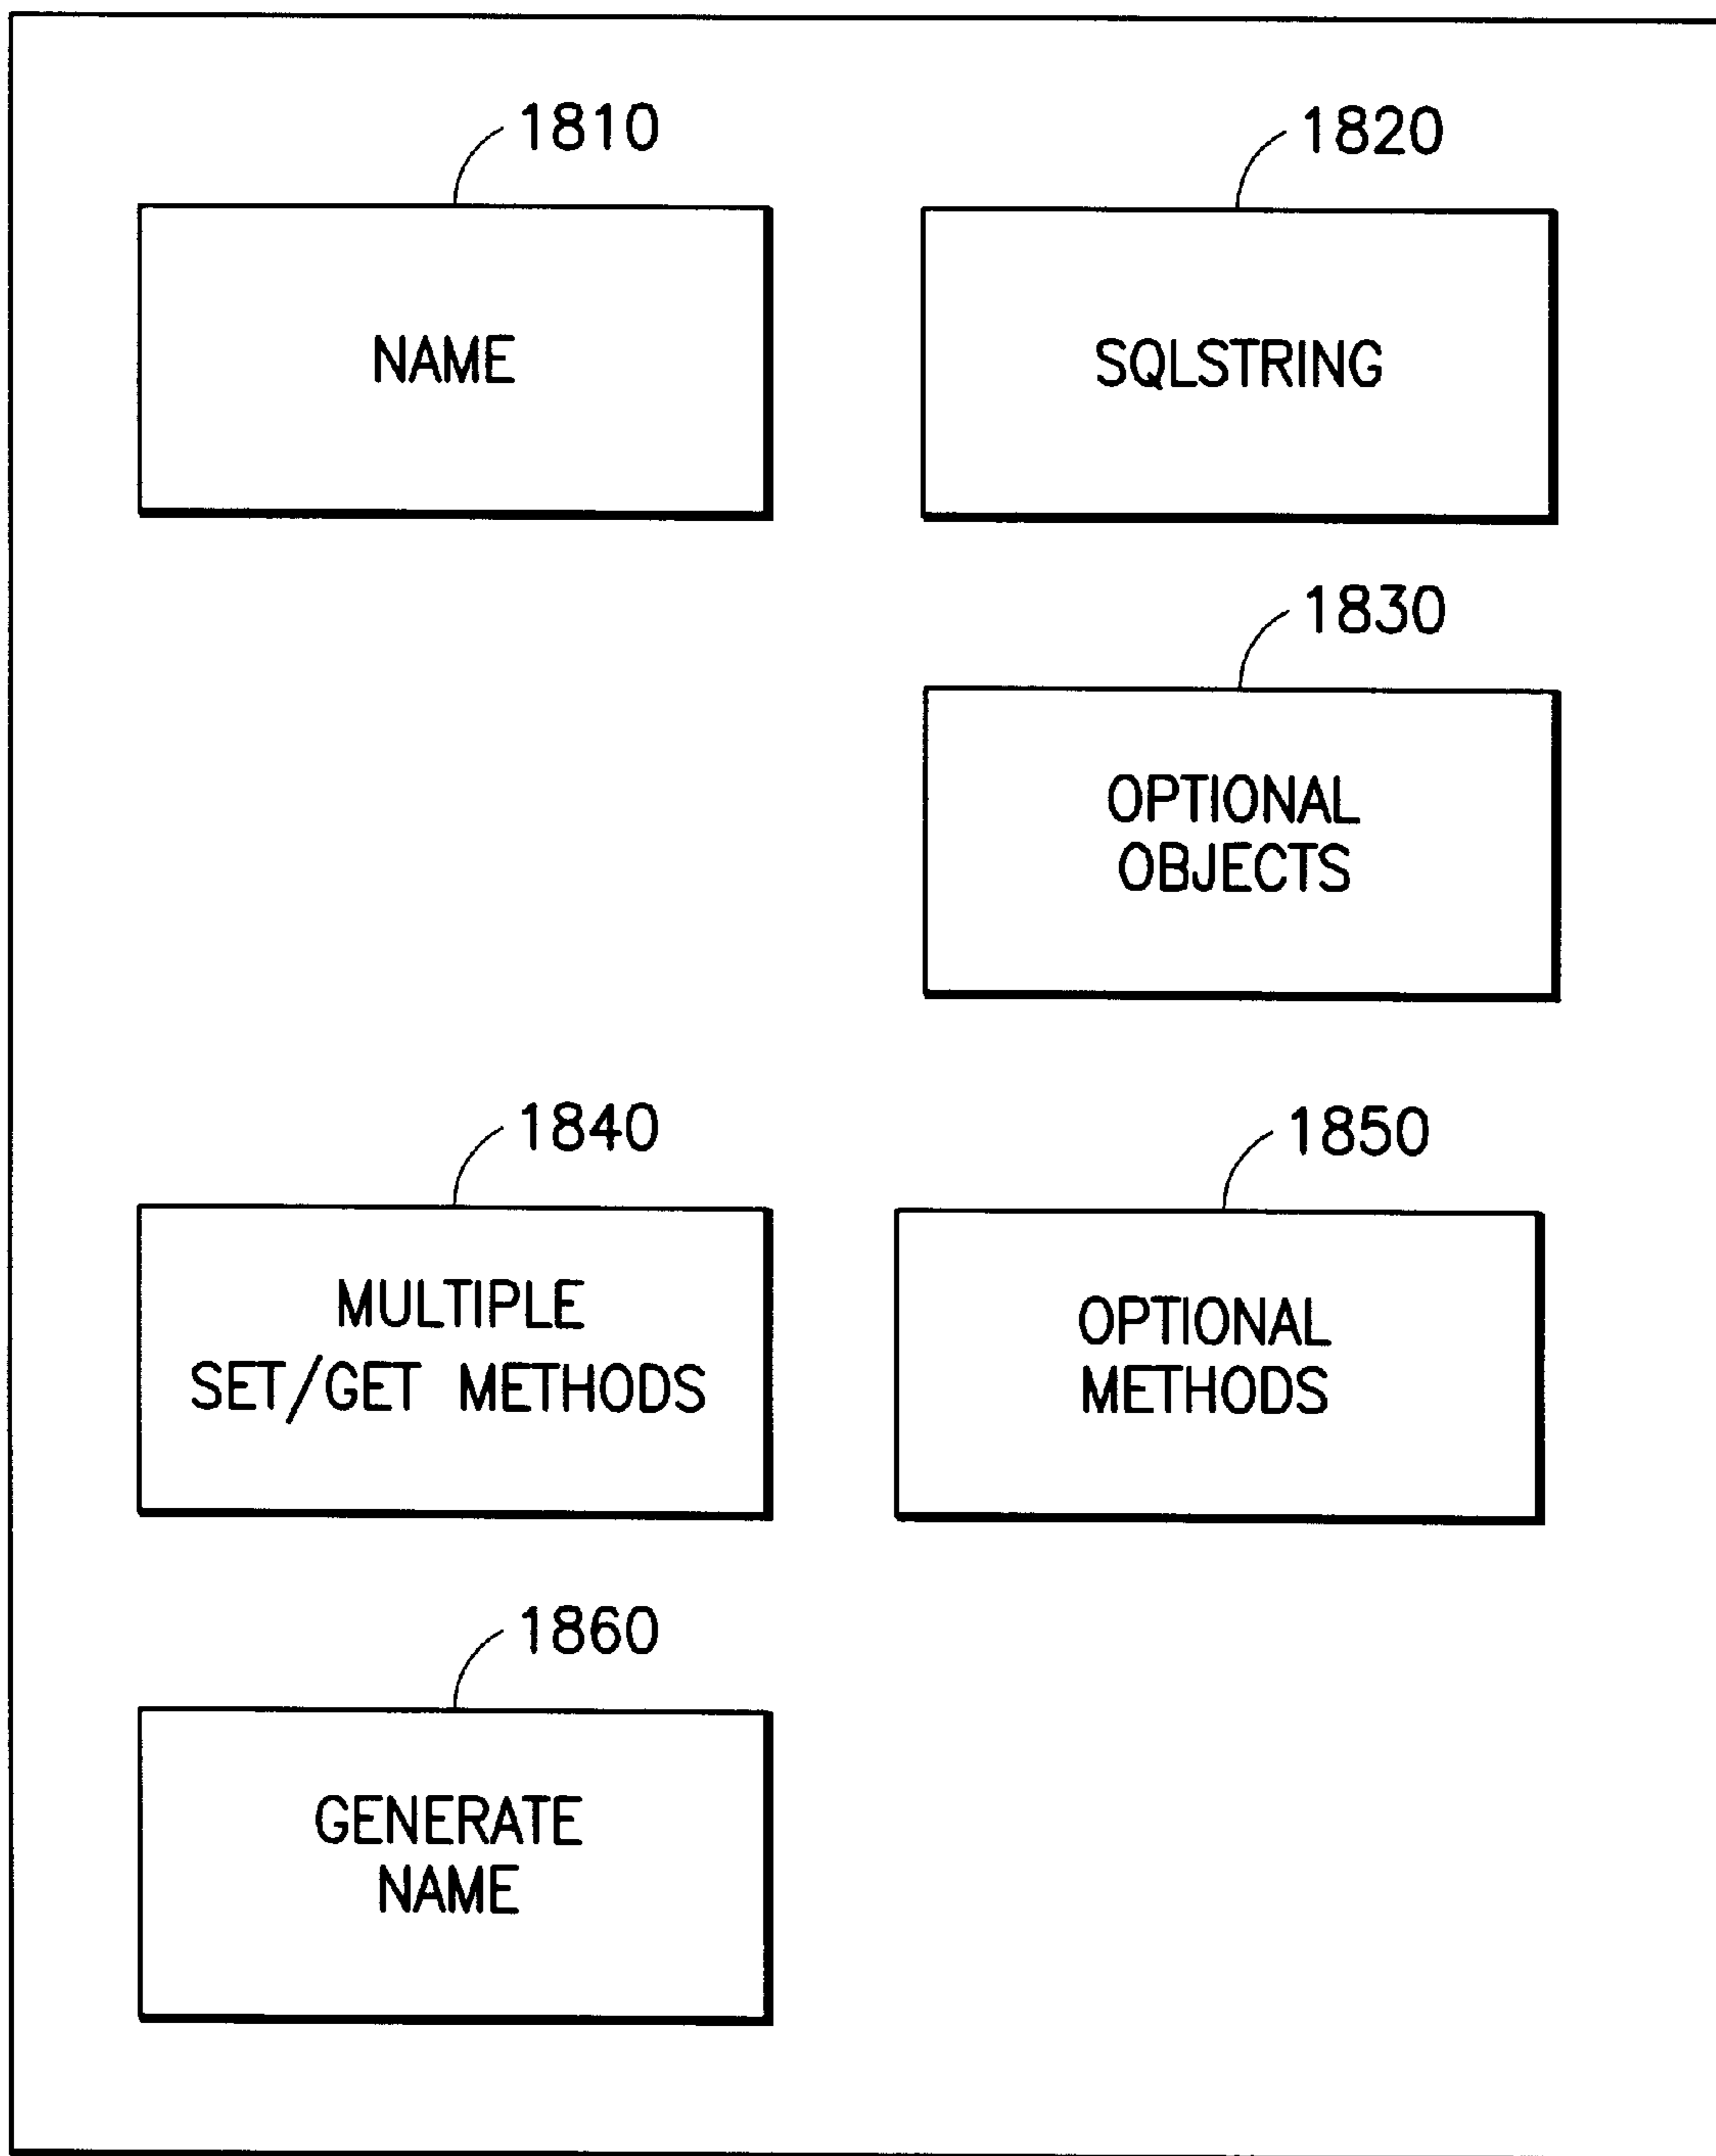 1810
NAME
1820
SQLSTRING
1830
OPTIONAL
OBJECTS
1840
MULTIPLE
SET/GET METHODS
1850
OPTIONAL
METHODS
1860
GENERATE
NAME